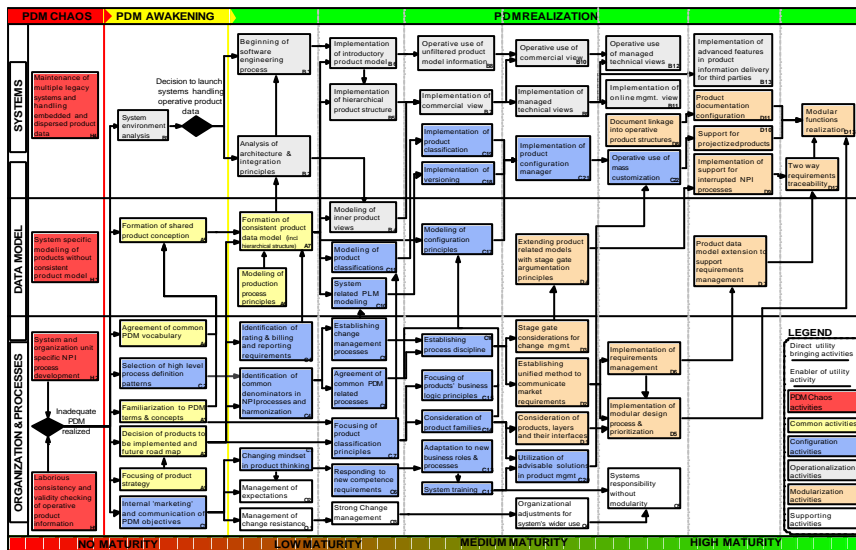 PDM CHAOS
PDM AWAKENING
PDMREALIZATION
SYSTEMS
Maintenance of
multiple legacy
systems and
handling
embedded and
dispersed product
data
System
environment
analysis
Decision to launch
systems handling
operative product
data
Beginning of
software
engineering
process
Analysis of
architecture &
integration
principles
Implementation
of introductory
product model
Implementation
of hierarchical
product structure
Operative use of
unfiltered product
model information
Implementation of
commercial view
Implementation of
product
classification
Implementation of
versioning
Operative use of
commercial view
Implementation of
managed
technical views
Implementation of
product
configuration
manager
Operative use
of managed
technical views
Implementation of
online mgmt. view
Document linkage
into operative
product structures
Operative use of
mass
customization
Implementation of
advanced features
in product
information delivery
for third parties
Product
documentation
configuration
Support for
projectizedproducts
Implementation of
support for
interrupted NPI
processes
Modular
functions
realization
Two way
requirements
traceability
DATA MODEL
System specific
modeling of
products without
consistent
product model
Formation of shared
product conception
Formation of
consistent product
data model (incl
hierarchical structure)
Modeling of
production
process
principles
Modeling of
inner product
views
Modeling of
product
classifications
System
related PLM
modeling
Modeling of
configuration
principles
Extending product
related models
with stage gate
argumentation
principles
Product data
model extension to
support
requirements
management
ORGANIZATION & PROCESSES
System and
organization unit
specific NPI
process
development
Inadequate
PDM
realized
Laborious
consistency and
validity checking
of operative
product
information
Agreement of common
PDM vocabulary
Selection of high level
process definition
patterns
Familiarization to PDM
terms & concepts
Decision of products to
be implemented and
future road map
Focusing of product
strategy
Internal 'marketing' and
communication of
PDM objectives
Identification of
rating & billing
and reporting
requirements
Identification of
common
denominators in
NPI processes
and harmonization
Changing mindset
in product thinking
Management of
expectations
Management of
change resistance
Establishing
change
management
processes
Agreement of
common PDM
related processes
Focusing of
product
classification
principles
Responding to
new competence
requirements
Strong Change
management
Establishing
process discipline
Focusing of
products' business
logic principles
Consideration of
product families
Adaptation to new
business roles &
processes
System training
Stage gate
considerations for
change mgmt.
Establishing
unified method to
communicate
market
requirements
Consideration of
products, layers
and their interfaces
Utilization of
advisable solutions
in product mgmt
Organizational
adjustments for
system's wider use
Implementation of
requirements
management
Implementation of
modular design
process &
prioritization
Systems
responsibility
without
modularity
LEGEND
Direct utility
bringing activities
Enabler of utility
activity
PDM Chaos
activities
Common activities
Configuration
activities
Operationalization
activities
Modularization
activities
Supporting
activities
NO MATURITY
LOW MATURITY
MEDIUM MATURITY
HIGH MATURITY